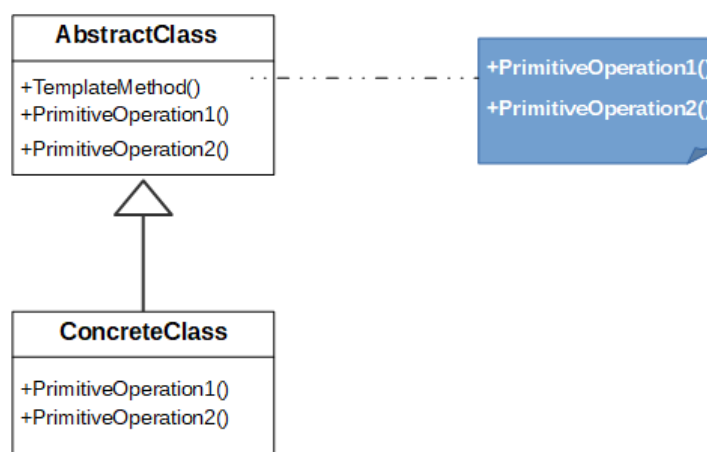 AbstractClass
+TemplateMethod()
+PrimitiveOperation1()
+PrimitiveOperation2()
+PrimitiveOperation1()
+PrimitiveOperation2()
ConcreteClass
+PrimitiveOperation1()
+PrimitiveOperation2()